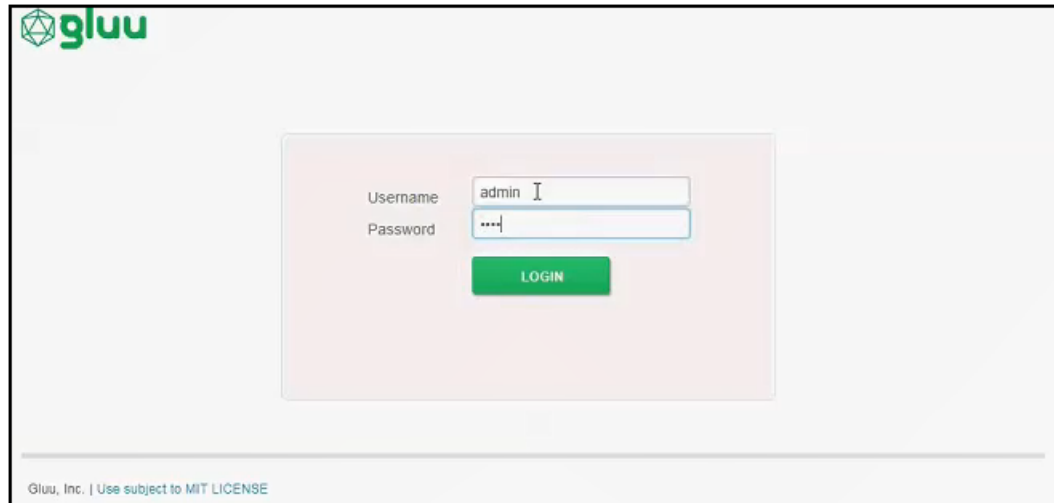 gluu
Username admin
Password ••••
LOGIN
Gluu, Inc. | Use subject to MIT LICENSE